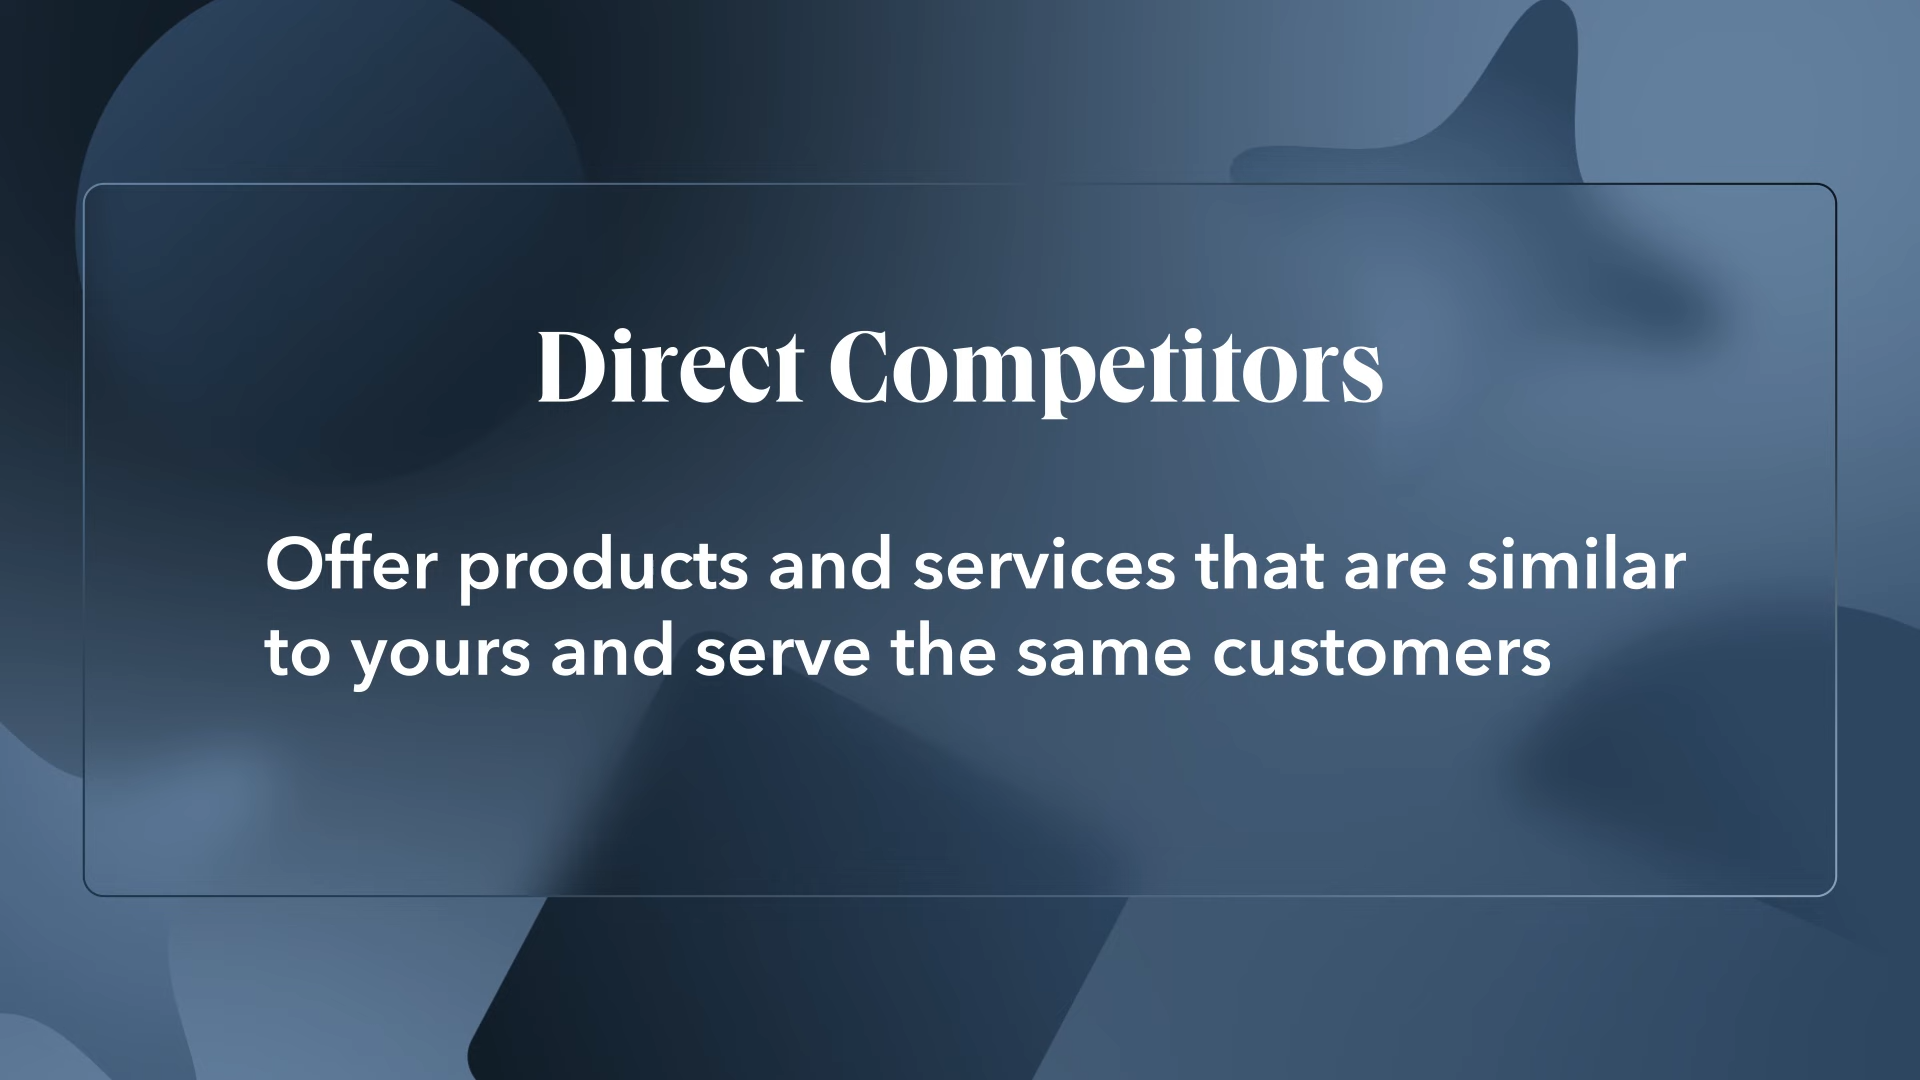 Direct Competitors
Offer products and services that are similar
to yours and serve the same customers